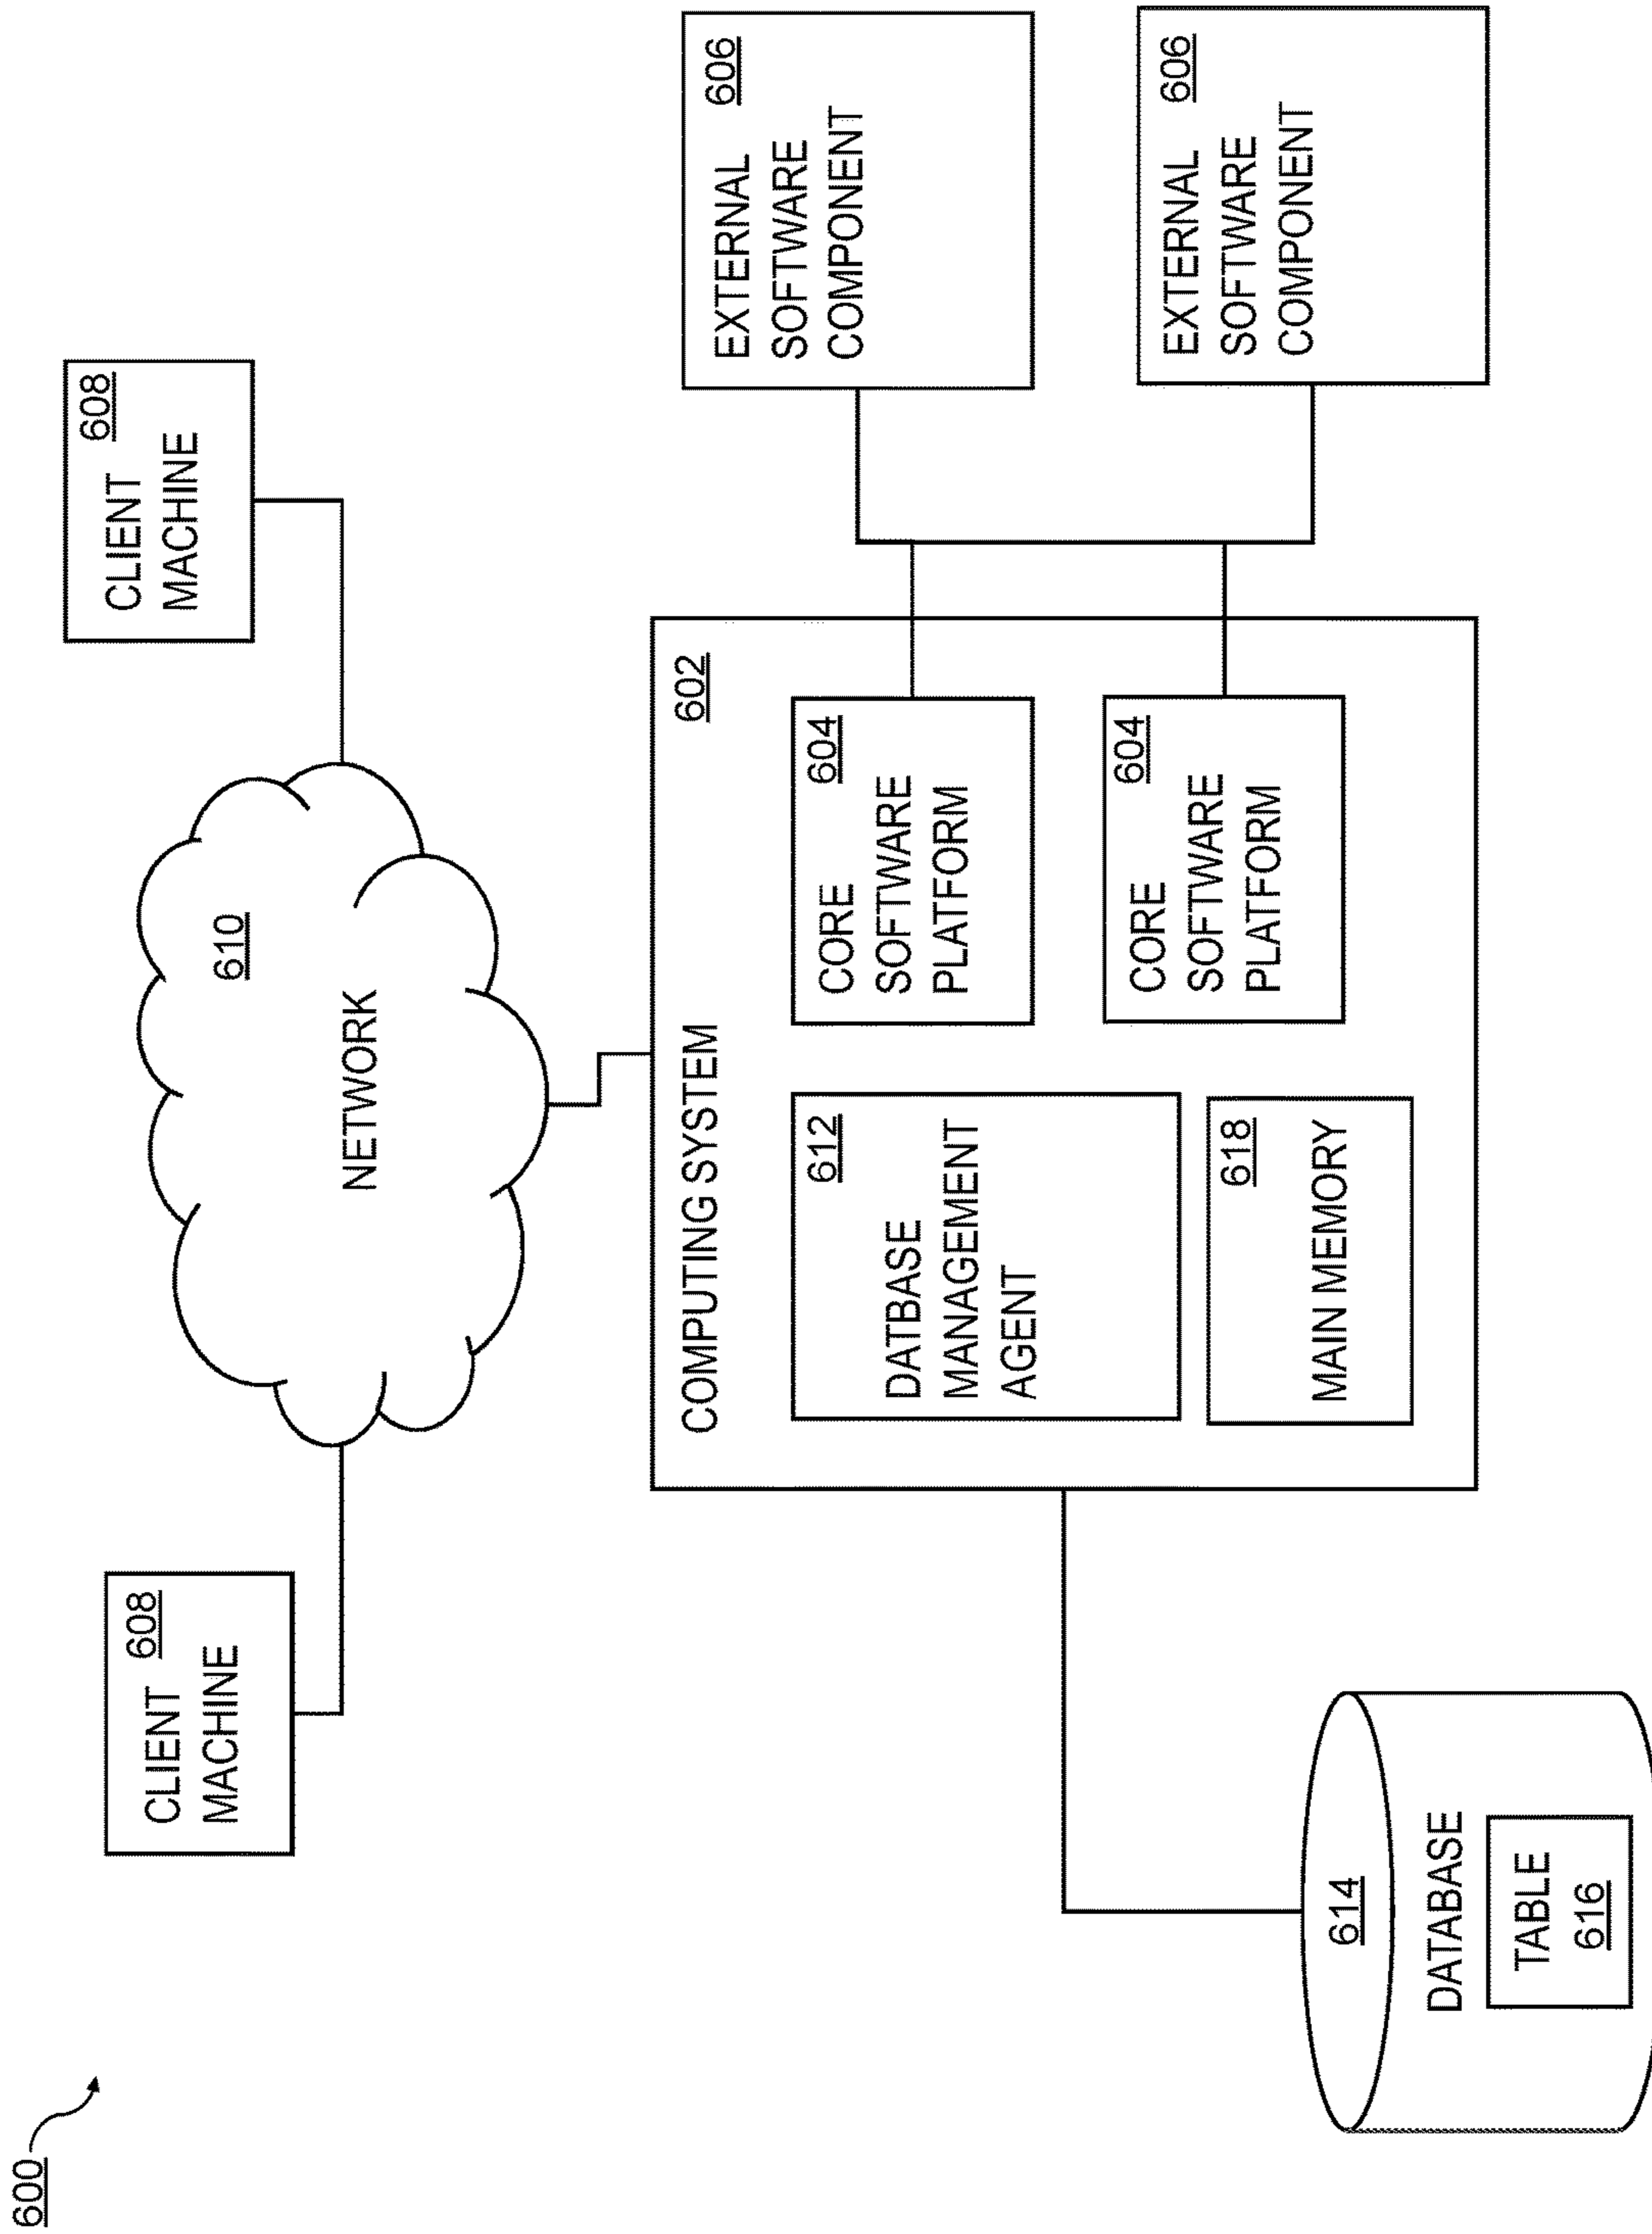 600
CLIENT
MACHINE
608
NETWORK
610
CLIENT
MACHINE
608
COMPUTING SYSTEM
602
DATBASE
MANAGEMENT
AGENT
612
CORE
SOFTWARE
PLATFORM
604
MAIN MEMORY
618
CORE
SOFTWARE
PLATFORM
604
EXTERNAL
SOFTWARE
COMPONENT
606
EXTERNAL
SOFTWARE
COMPONENT
606
614
DATABASE
TABLE
616